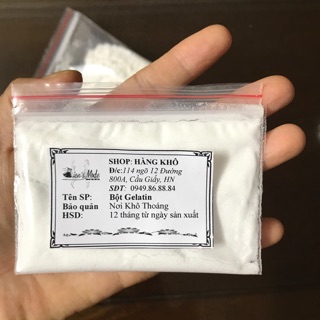 SHOP: HÀNG KHÔ
Đ/c:114 ngõ 12 Đường
800A, Cầu Giấy, HN
SĐT: 0949.86.88.84
Tên SP: Bột Gelatin
Bảo quản Nơi Khô Thoáng
HSD: 12 tháng từ ngày sản xuất